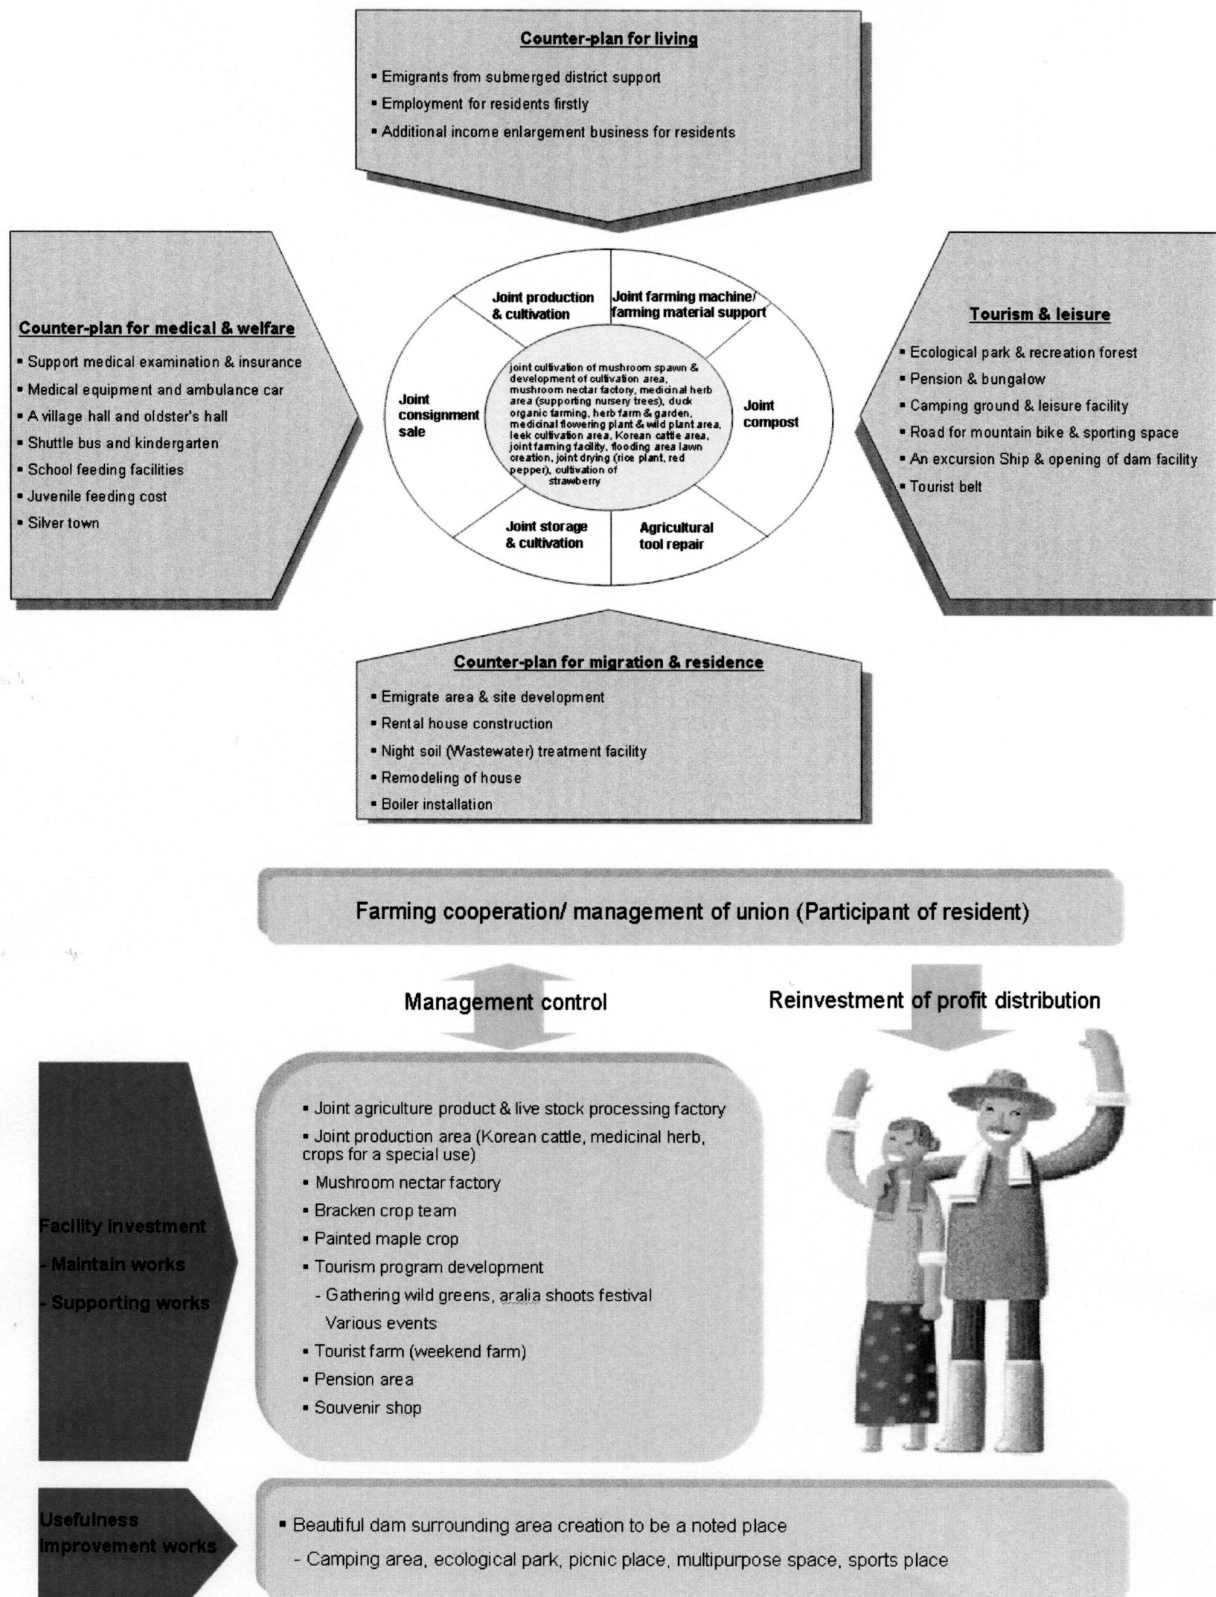 Counter-plan for living
▪ Emigrants from submerged district support
▪ Employment for residents firstly
▪ Additional income enlargement business for residents
Counter-plan for medical & welfare
▪ Support medical examination & insurance
▪ Medical equipment and ambulance car
▪ A village hall and oldster's hall
▪ Shuttle bus and kindergarten
▪ School feeding facilities
▪ Juvenile feeding cost
▪ Silver town
Joint production
& cultivation
Joint farming machine/
farming material support
Joint
consignment
sale
joint cultivation of mushroom spawn &
development of cultivation area,
mushroom nectar factory, medicinal herb
area (supporting nursery trees), duck
organic farming, herb farm & garden,
medicinal flowering plant & wild plant area,
leek cultivation area, Korean cattle area,
joint farming facility, flooding area lawn
creation, joint drying (rice plant, red
pepper), cultivation of
strawberry
Joint
compost
Joint storage
& cultivation
Agricultural
tool repair
Tourism & leisure
▪ Ecological park & recreation forest
▪ Pension & bungalow
▪ Camping ground & leisure facility
▪ Road for mountain bike & sporting space
▪ An excursion Ship & opening of dam facility
▪ Tourist belt
Counter-plan for migration & residence
▪ Emigrate area & site development
▪ Rental house construction
▪ Night soil (Wastewater) treatment facility
▪ Remodeling of house
▪ Boiler installation
Farming cooperation/ management of union (Participant of resident)
Management control
Reinvestment of profit distribution
Facility investment
- Maintain works
- Supporting works
▪ Joint agriculture product & live stock processing factory
▪ Joint production area (Korean cattle, medicinal herb,
crops for a special use)
▪ Mushroom nectar factory
▪ Bracken crop team
▪ Painted maple crop
▪ Tourism program development
- Gathering wild greens, aralia shoots festival
Various events
▪ Tourist farm (weekend farm)
▪ Pension area
▪ Souvenir shop
Usefulness
improvement works
▪ Beautiful dam surrounding area creation to be a noted place
- Camping area, ecological park, picnic place, multipurpose space, sports place